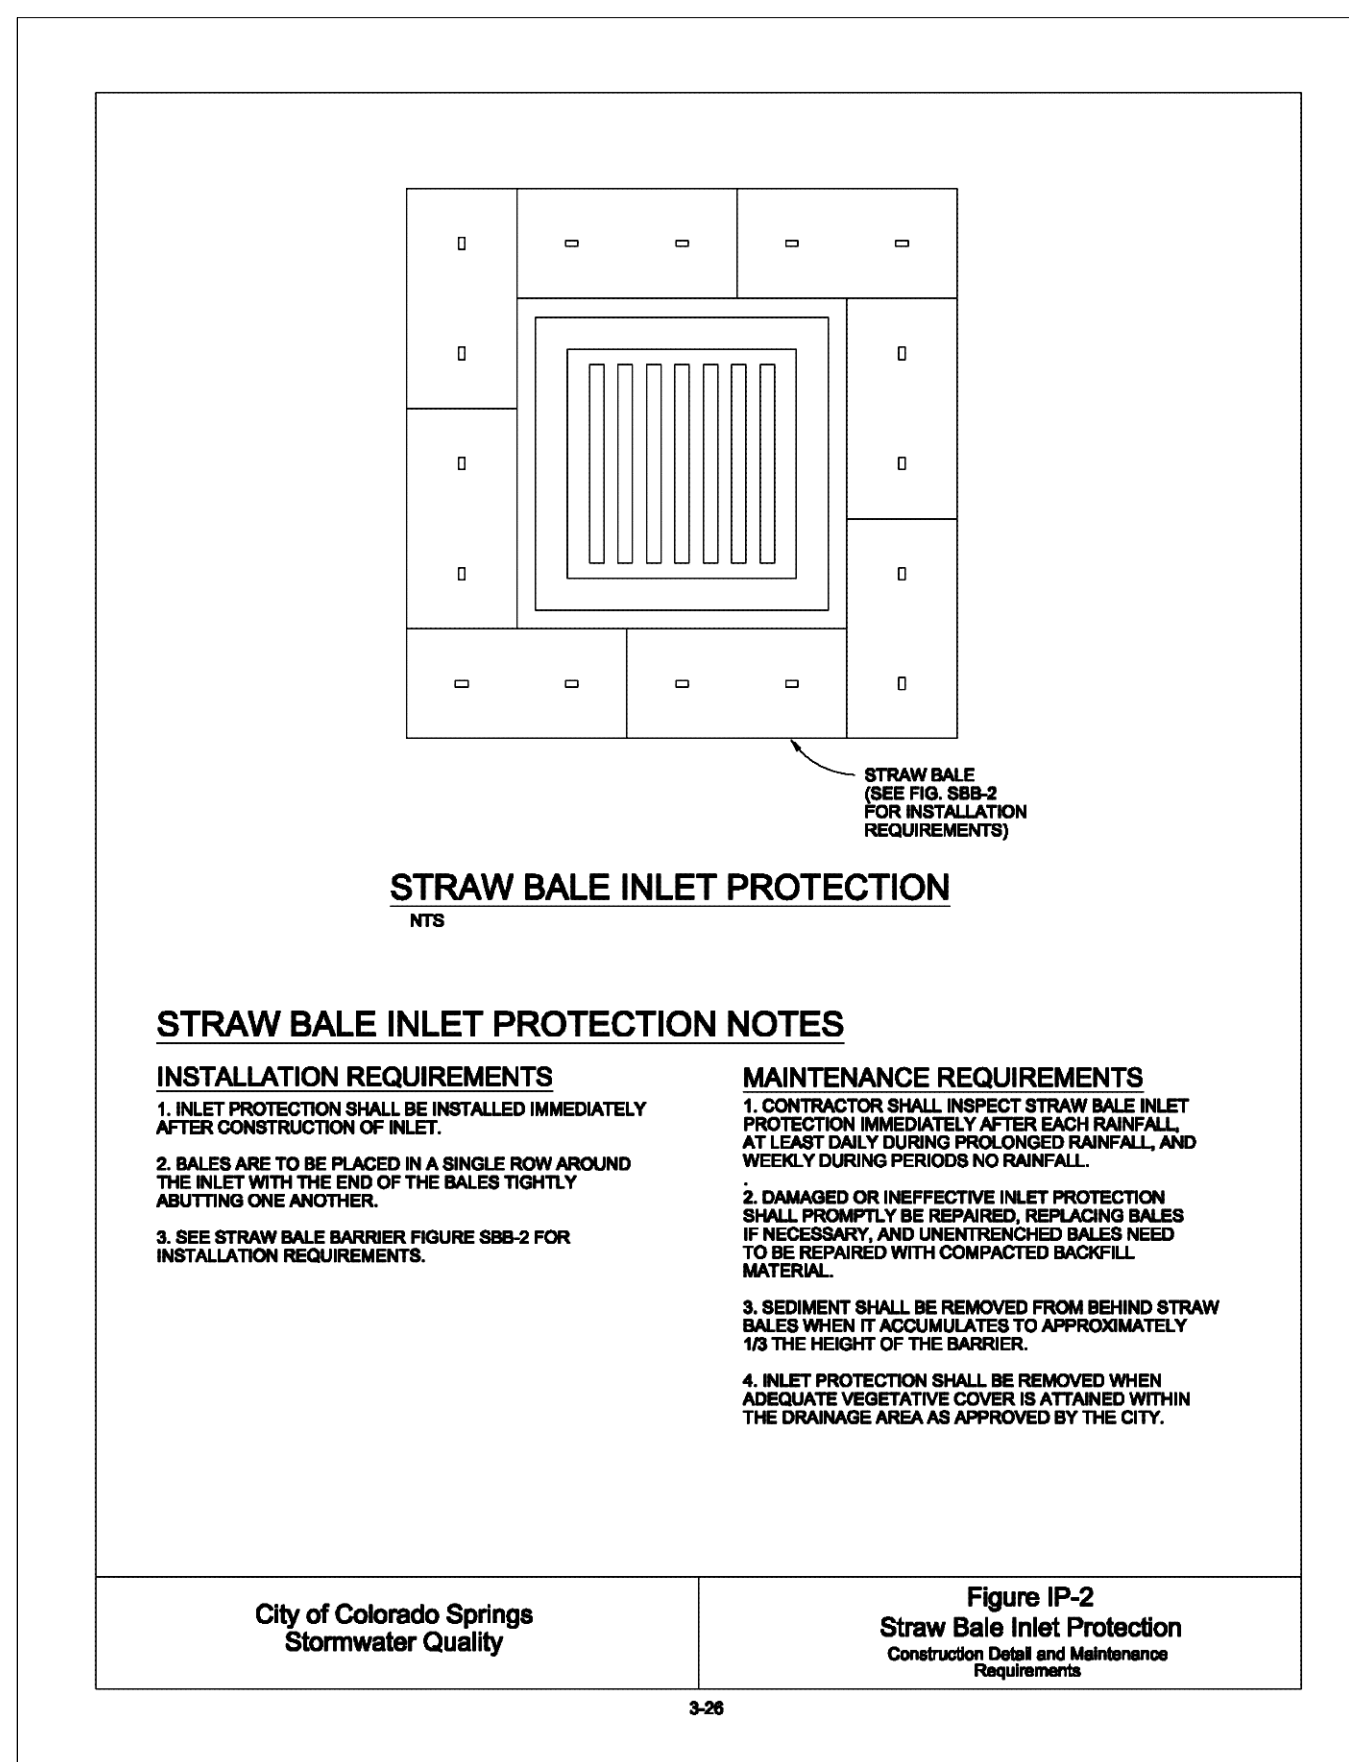 STRAW BALE
(SEE FIG. SBB-2
FOR INSTALLATION
REQUIREMENTS)
STRAW BALE INLET PROTECTION
NTS
STRAW BALE INLET PROTECTION NOTES
INSTALLATION REQUIREMENTS
1. INLET PROTECTION SHALL BE INSTALLED IMMEDIATELY
AFTER CONSTRUCTION OF INLET.
2. BALES ARE TO BE PLACED IN A SINGLE ROW AROUND
THE INLET WITH THE END OF THE BALES TIGHTLY
ABUTTING ONE ANOTHER.
3. SEE STRAW BALE BARRIER FIGURE SBB-2 FOR
INSTALLATION REQUIREMENTS.
MAINTENANCE REQUIREMENTS
1. CONTRACTOR SHALL INSPECT STRAW BALE INLET
PROTECTION IMMEDIATELY AFTER EACH RAINFALL,
AT LEAST DAILY DURING PROLONGED RAINFALL, AND
WEEKLY DURING PERIODS NO RAINFALL.
.
2. DAMAGED OR INEFFECTIVE INLET PROTECTION
SHALL PROMPTLY BE REPAIRED, REPLACING BALES
IF NECESSARY, AND UNENTRENCHED BALES NEED
TO BE REPAIRED WITH COMPACTED BACKFILL
MATERIAL.
3. SEDIMENT SHALL BE REMOVED FROM BEHIND STRAW
BALES WHEN IT ACCUMULATES TO APPROXIMATELY
1/3 THE HEIGHT OF THE BARRIER.
4. INLET PROTECTION SHALL BE REMOVED WHEN
ADEQUATE VEGETATIVE COVER IS ATTAINED WITHIN
THE DRAINAGE AREA AS APPROVED BY THE CITY.
City of Colorado Springs
Stormwater Quality
Figure IP-2
Straw Bale Inlet Protection
Construction Detail and Maintenance
Requirements
3-26